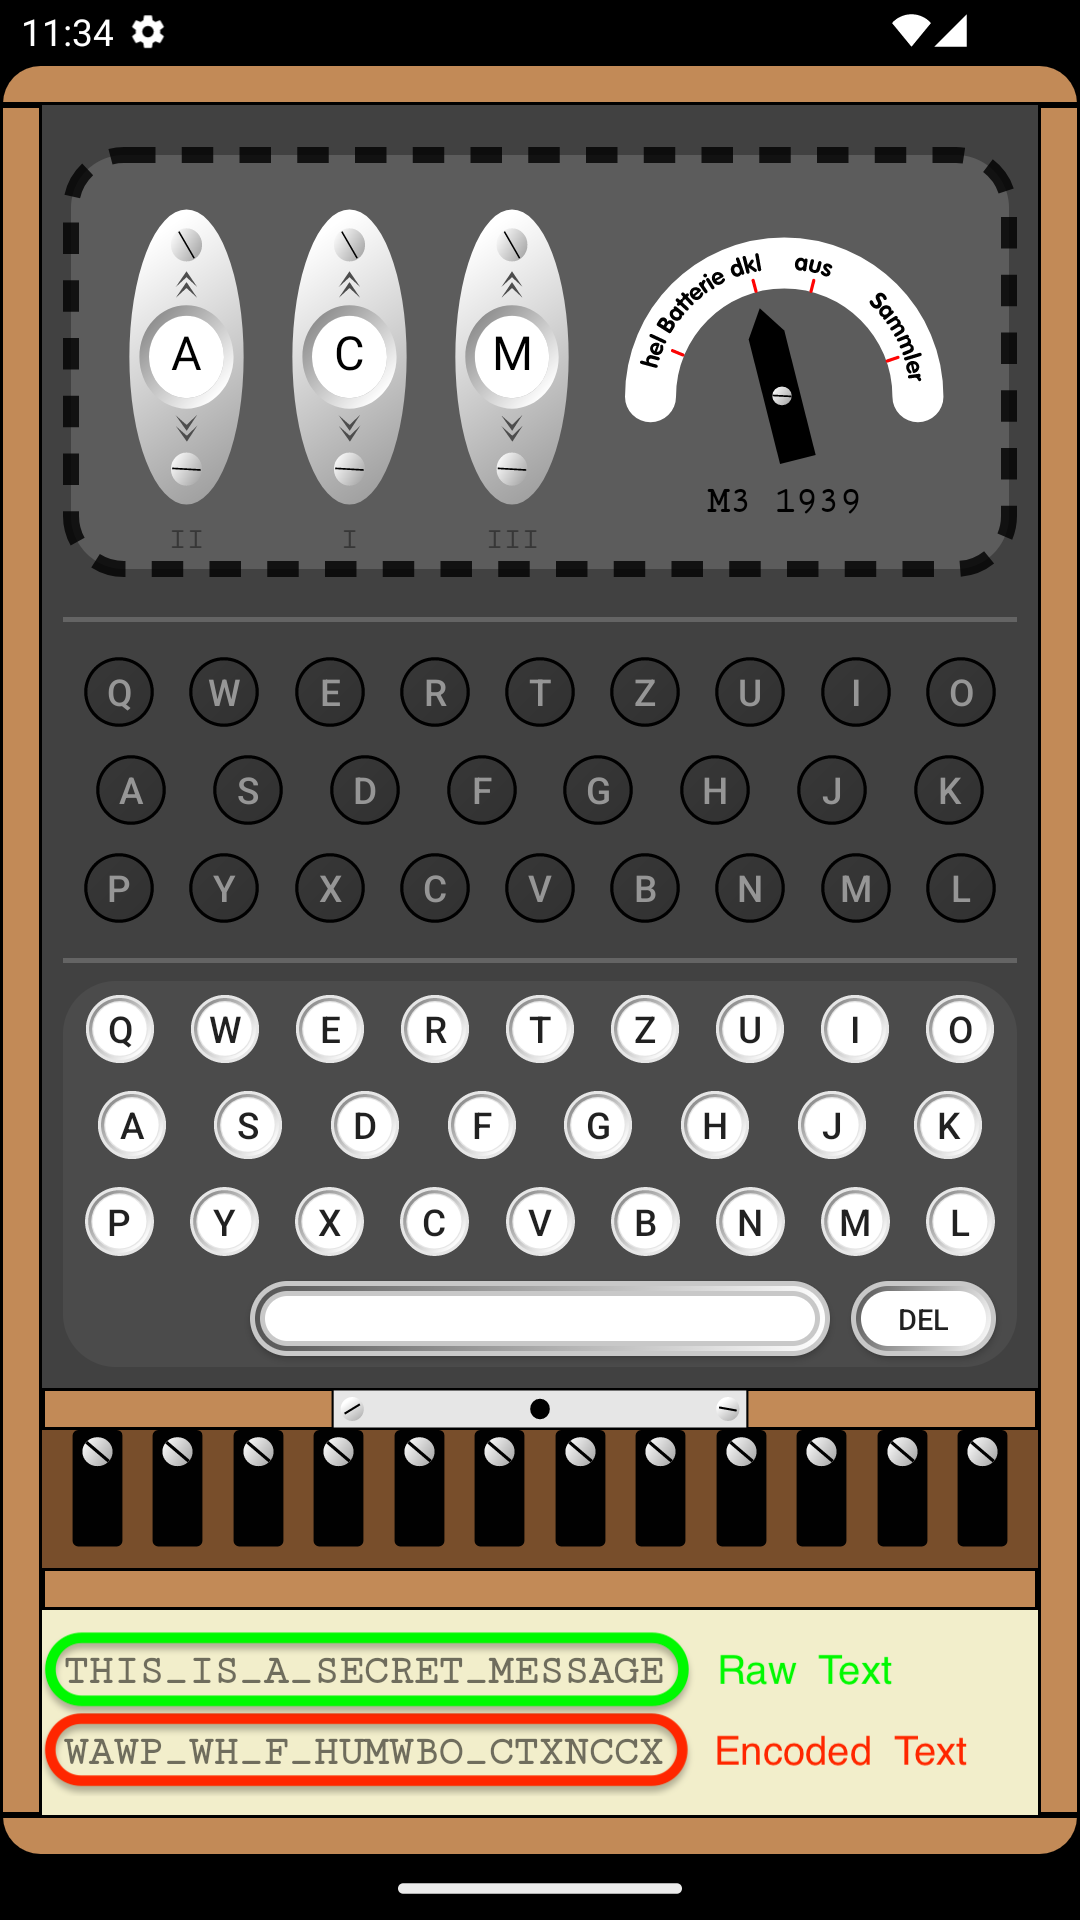 11:34
A C M
hel Batterie dkl aus Sammler
M3 1939
II I III
Q W E R T Z U I O
A S D F G H J K
P Y X C V B N M L
Q W E R T Z U I O
A S D F G H J K
P Y X C V B N M L
DEL
THIS_IS_A_SECRET_MESSAGE Raw Text
WAWP_WH_F_HUMWBO_CTXNCCX Encoded Text